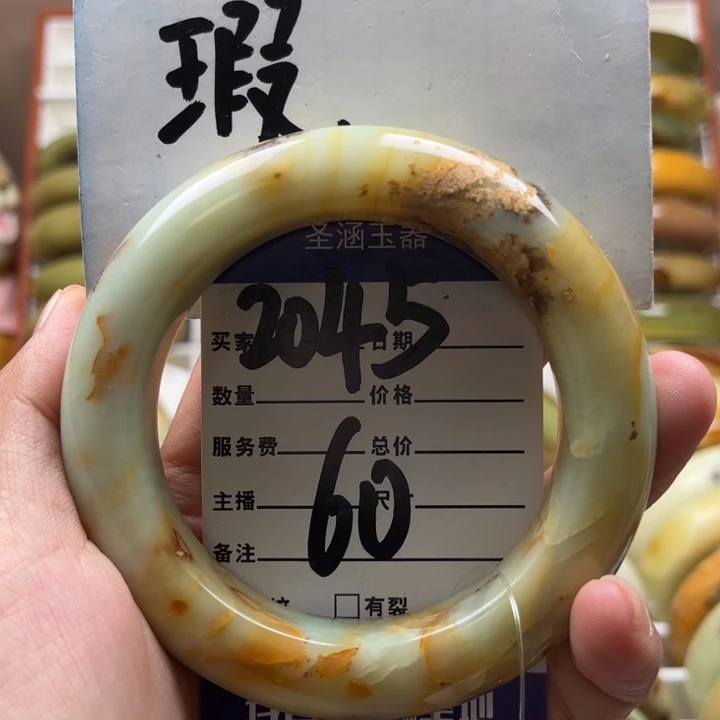 瑕
圣涵玉器
2045
买家 日期
数量 价格
服务费 总价
60
主播 尺寸
备注
有裂